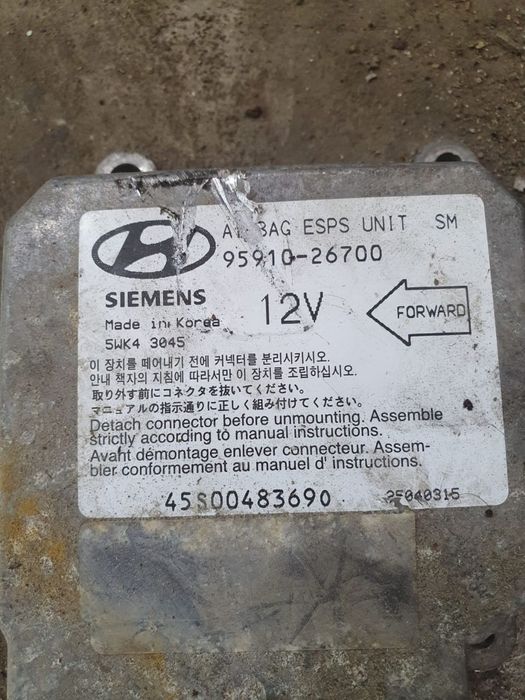 AIRBAG ESPS UNIT SM
95910-26700
SIEMENS
12V
FORWARD
Made in Korea
5WK4 3045
이 장치를 떼어내기 전에 커넥터를 분리시키시오.
안내 책자의 지침에 따라서만 이 장치를 조립하십시오.
取り外す前にコネクタを抜いてください。
マニュアルの指示通りに正しく組み付けてください。
Detach connector before unmounting. Assemble
strictly according to manual instructions.
Avant démontage enlever connecteur. Assem-
bler conformement au manuel d' instructions.
45S00483690
2F040315